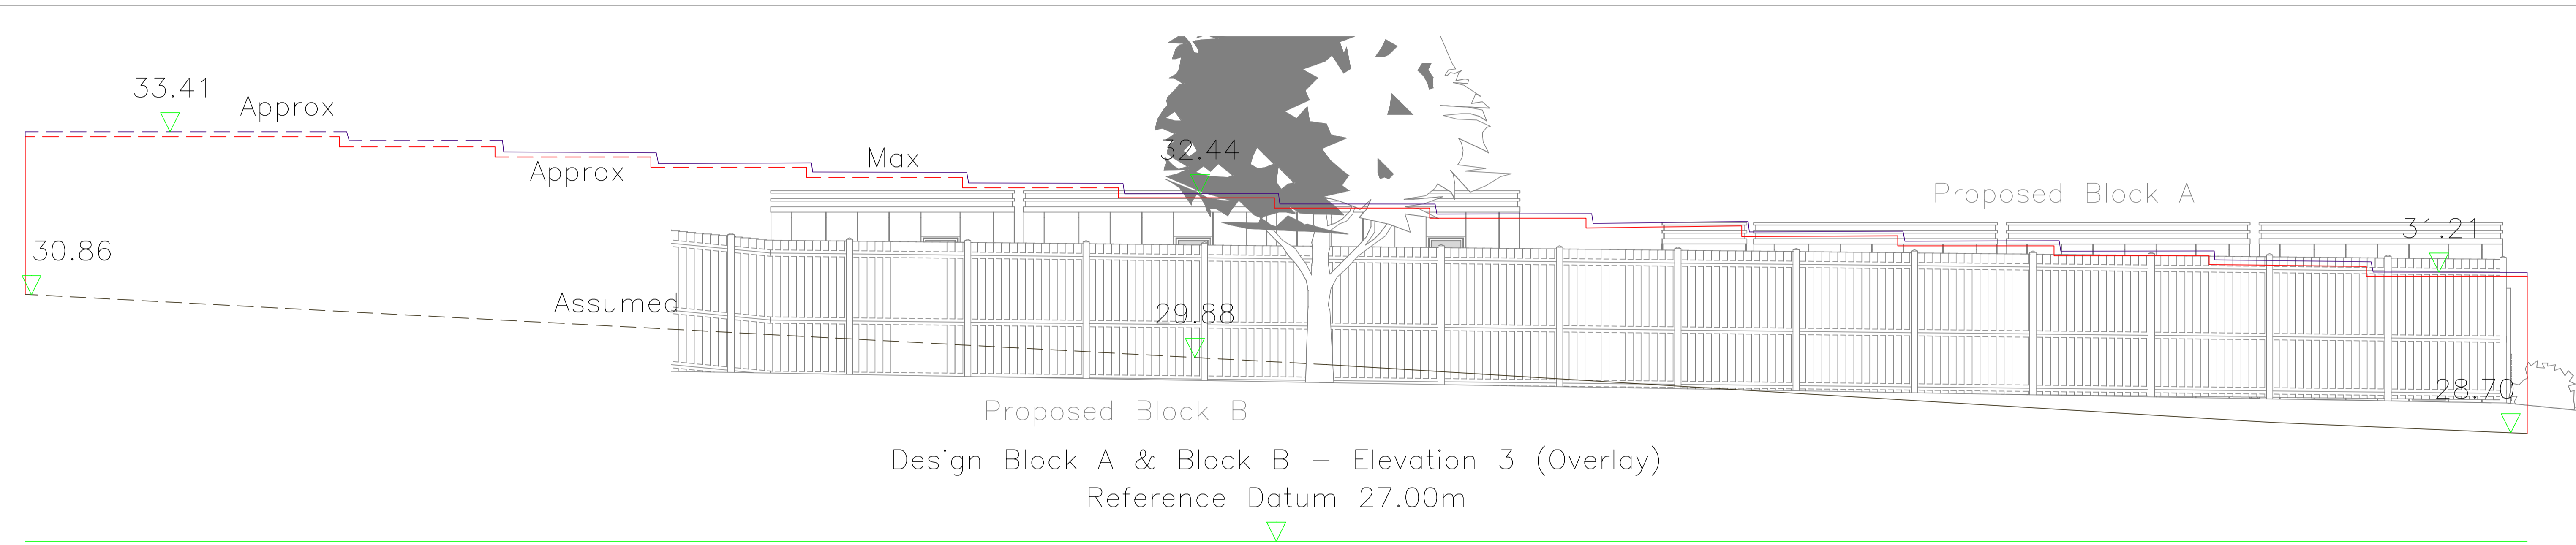 33.41
Approx
32.44
Max
Approx
Proposed Block A
31.21
30.86
Assumed
29.88
28.70
Proposed Block B
Design Block A & Block B – Elevation 3 (Overlay)
Reference Datum 27.00m